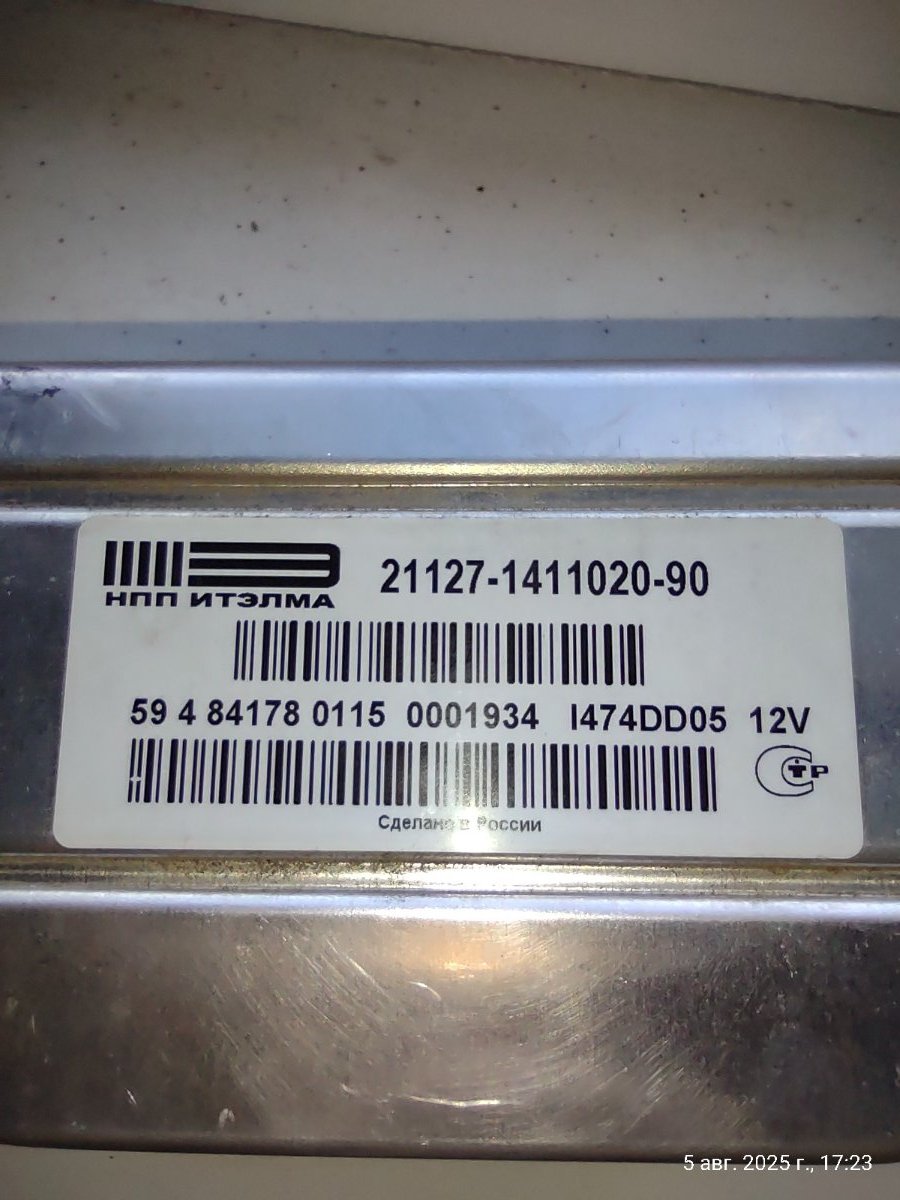 НПП ИТЭЛМА
21127-1411020-90
59 4 84178 0115 0001934 I474DD05 12V
Сделано в России
5 авг. 2025 г., 17:23